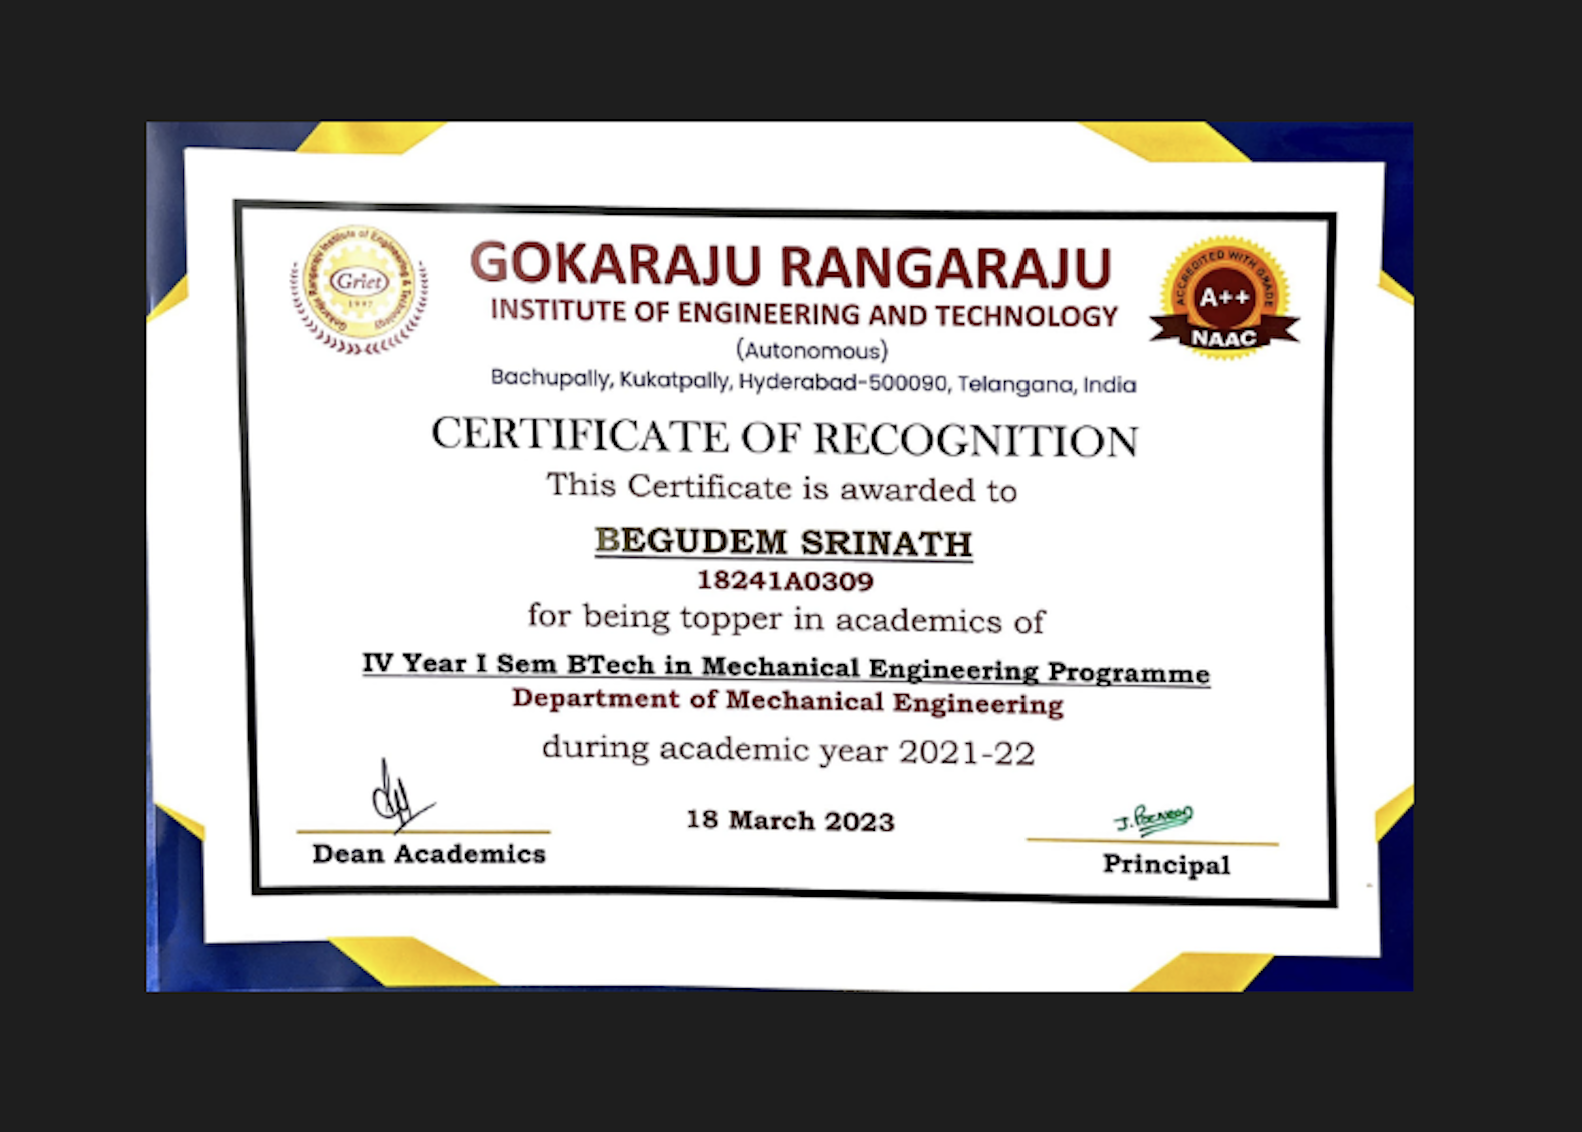 GOKARAJU RANGARAJU
INSTITUTE OF ENGINEERING AND TECHNOLOGY
(Autonomous)
Bachupally, Kukatpally, Hyderabad-500090, Telangana, India
Gokaraju Rangaraju Institute of Engineering & Technology
Griet
1997
ACCREDITED WITH GRADE
A++
NAAC
CERTIFICATE OF RECOGNITION
This Certificate is awarded to
BEGUDEM SRINATH
18241A0309
for being topper in academics of
IV Year I Sem BTech in Mechanical Engineering Programme
Department of Mechanical Engineering
during academic year 2021-22
18 March 2023
Dean Academics
Principal